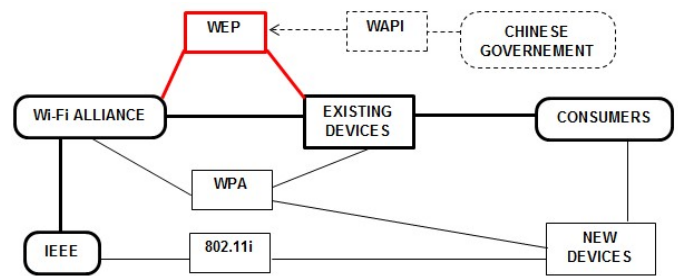 WEP
WAPI
CHINESE
GOVERNEMENT
Wi-Fi ALLIANCE
EXISTING
DEVICES
CONSUMERS
WPA
IEEE
802.11i
NEW
DEVICES